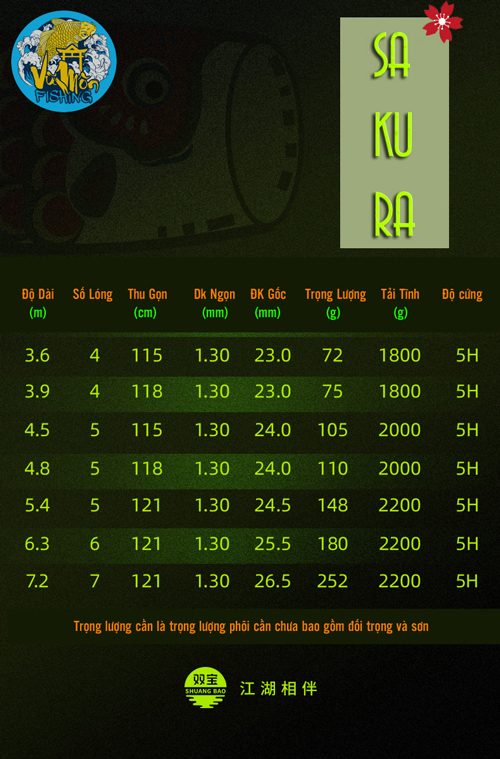 Vũ Môn
FISHING
SA
KU
RA
Độ Dài Số Lóng Thu Gọn Dk Ngọn ĐK Gốc Trọng Lượng Tải Tĩnh Độ cứng
(m) (cm) (mm) (mm) (g) (g)
3.6 4 115 1.30 23.0 72 1800 5H
3.9 4 118 1.30 23.0 75 1800 5H
4.5 5 115 1.30 24.0 105 2000 5H
4.8 5 118 1.30 24.0 110 2000 5H
5.4 5 121 1.30 24.5 148 2200 5H
6.3 6 121 1.30 25.5 180 2200 5H
7.2 7 121 1.30 26.5 252 2200 5H
Trọng lượng cần là trọng lượng phôi cần chưa bao gồm đối trọng và sơn
双宝
SHUANG BAO
江湖相伴